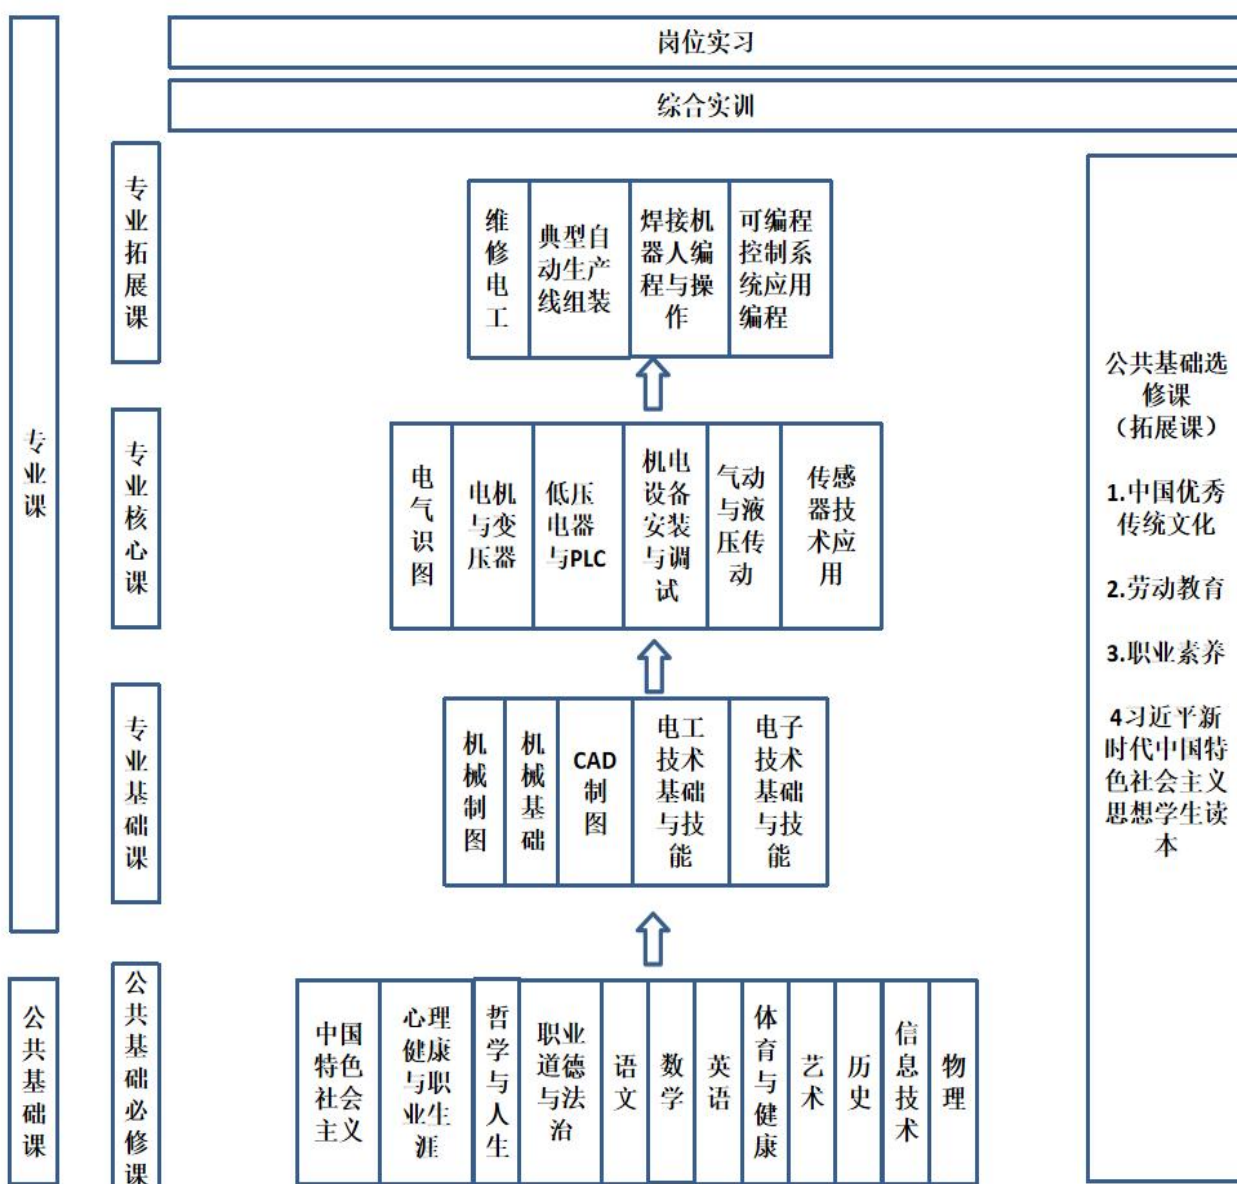 岗位实习
综合实训
专业课
专
业
拓
展
课
维
修
电
工
典型自
动生产
线组装
焊接机
器人编
程与操
作
可编程
控制系
统应用
编程
专
业
核
心
课
电
气
识
图
电机
与变
压器
低压
电器
与PLC
机电
设备
安装
与调
试
气动
与液
压传
动
传感
器技
术应
用
专
业
基
础
课
机
械
制
图
机
械
基
础
CAD
制
图
电工
技术
基础
与技
能
电子
技术
基础
与技
能
公
共
基
础
课
公
共
基
础
必
修
课
中国
特色
社会
主义
心理
健康
与职
业生
涯
哲
学
与
人
生
职业
道德
与法
治
语
文
数
学
英
语
体
育
与
健
康
艺
术
历
史
信
息
技
术
物
理
公共基础选
修课
（拓展课）
1.中国优秀
传统文化
2.劳动教育
3.职业素养
4习近平新
时代中国特
色社会主义
思想学生读
本